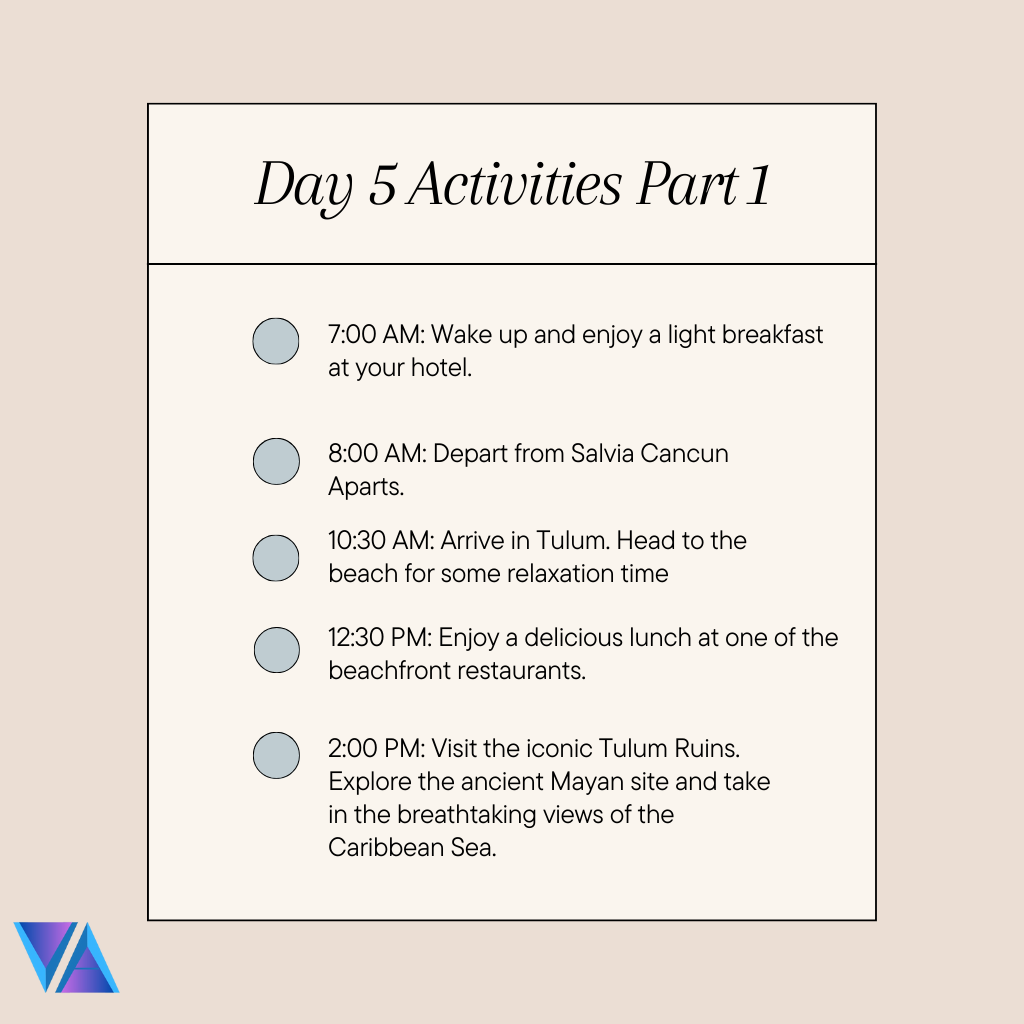 Day 5 Activities Part 1
7:00 AM: Wake up and enjoy a light breakfast
at your hotel.
8:00 AM: Depart from Salvia Cancun
Aparts.
10:30 AM: Arrive in Tulum. Head to the
beach for some relaxation time
12:30 PM: Enjoy a delicious lunch at one of the
beachfront restaurants.
2:00 PM: Visit the iconic Tulum Ruins.
Explore the ancient Mayan site and take
in the breathtaking views of the
Caribbean Sea.
VA